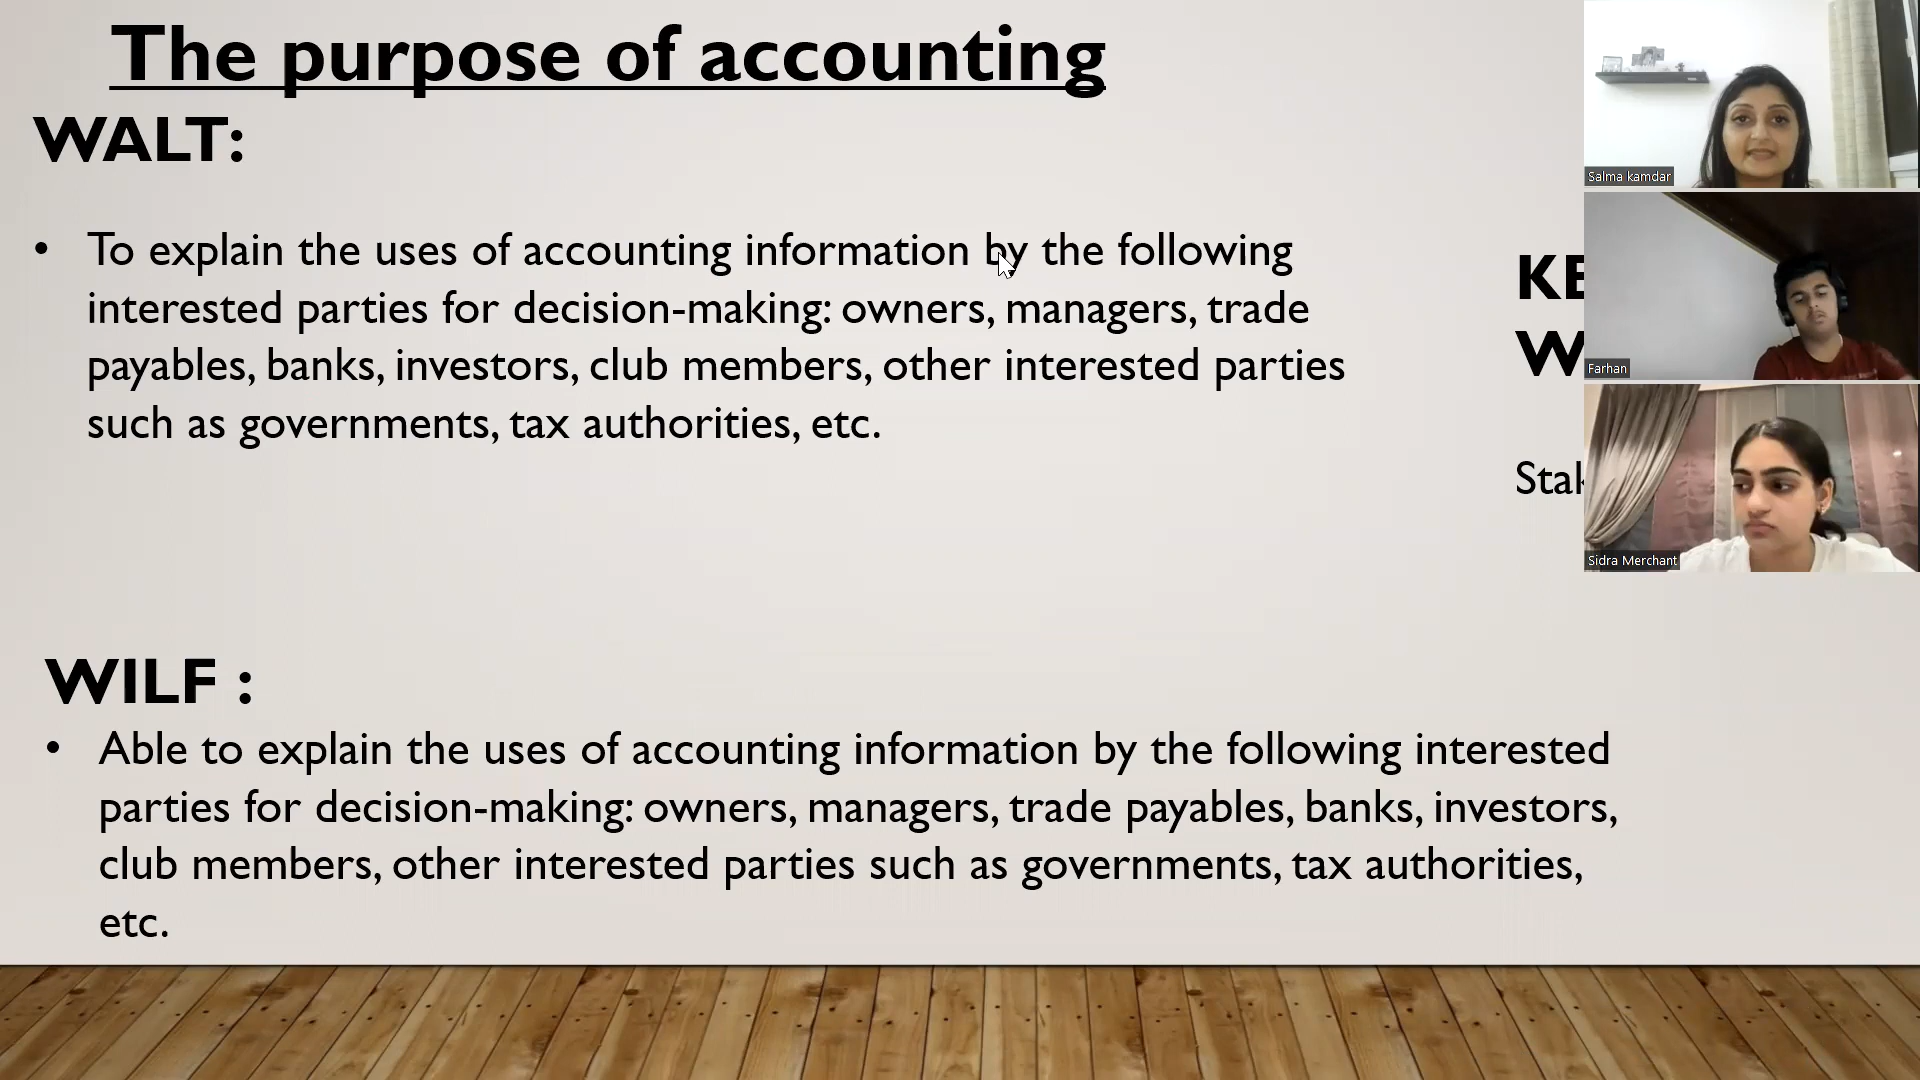 The purpose of accounting
WALT:
• To explain the uses of accounting information by the following
interested parties for decision-making: owners, managers, trade
payables, banks, investors, club members, other interested parties
such as governments, tax authorities, etc.
WILF :
• Able to explain the uses of accounting information by the following interested
parties for decision-making: owners, managers, trade payables, banks, investors,
club members, other interested parties such as governments, tax authorities,
etc.
Salma kamdar
Farhan
Sidra Merchant